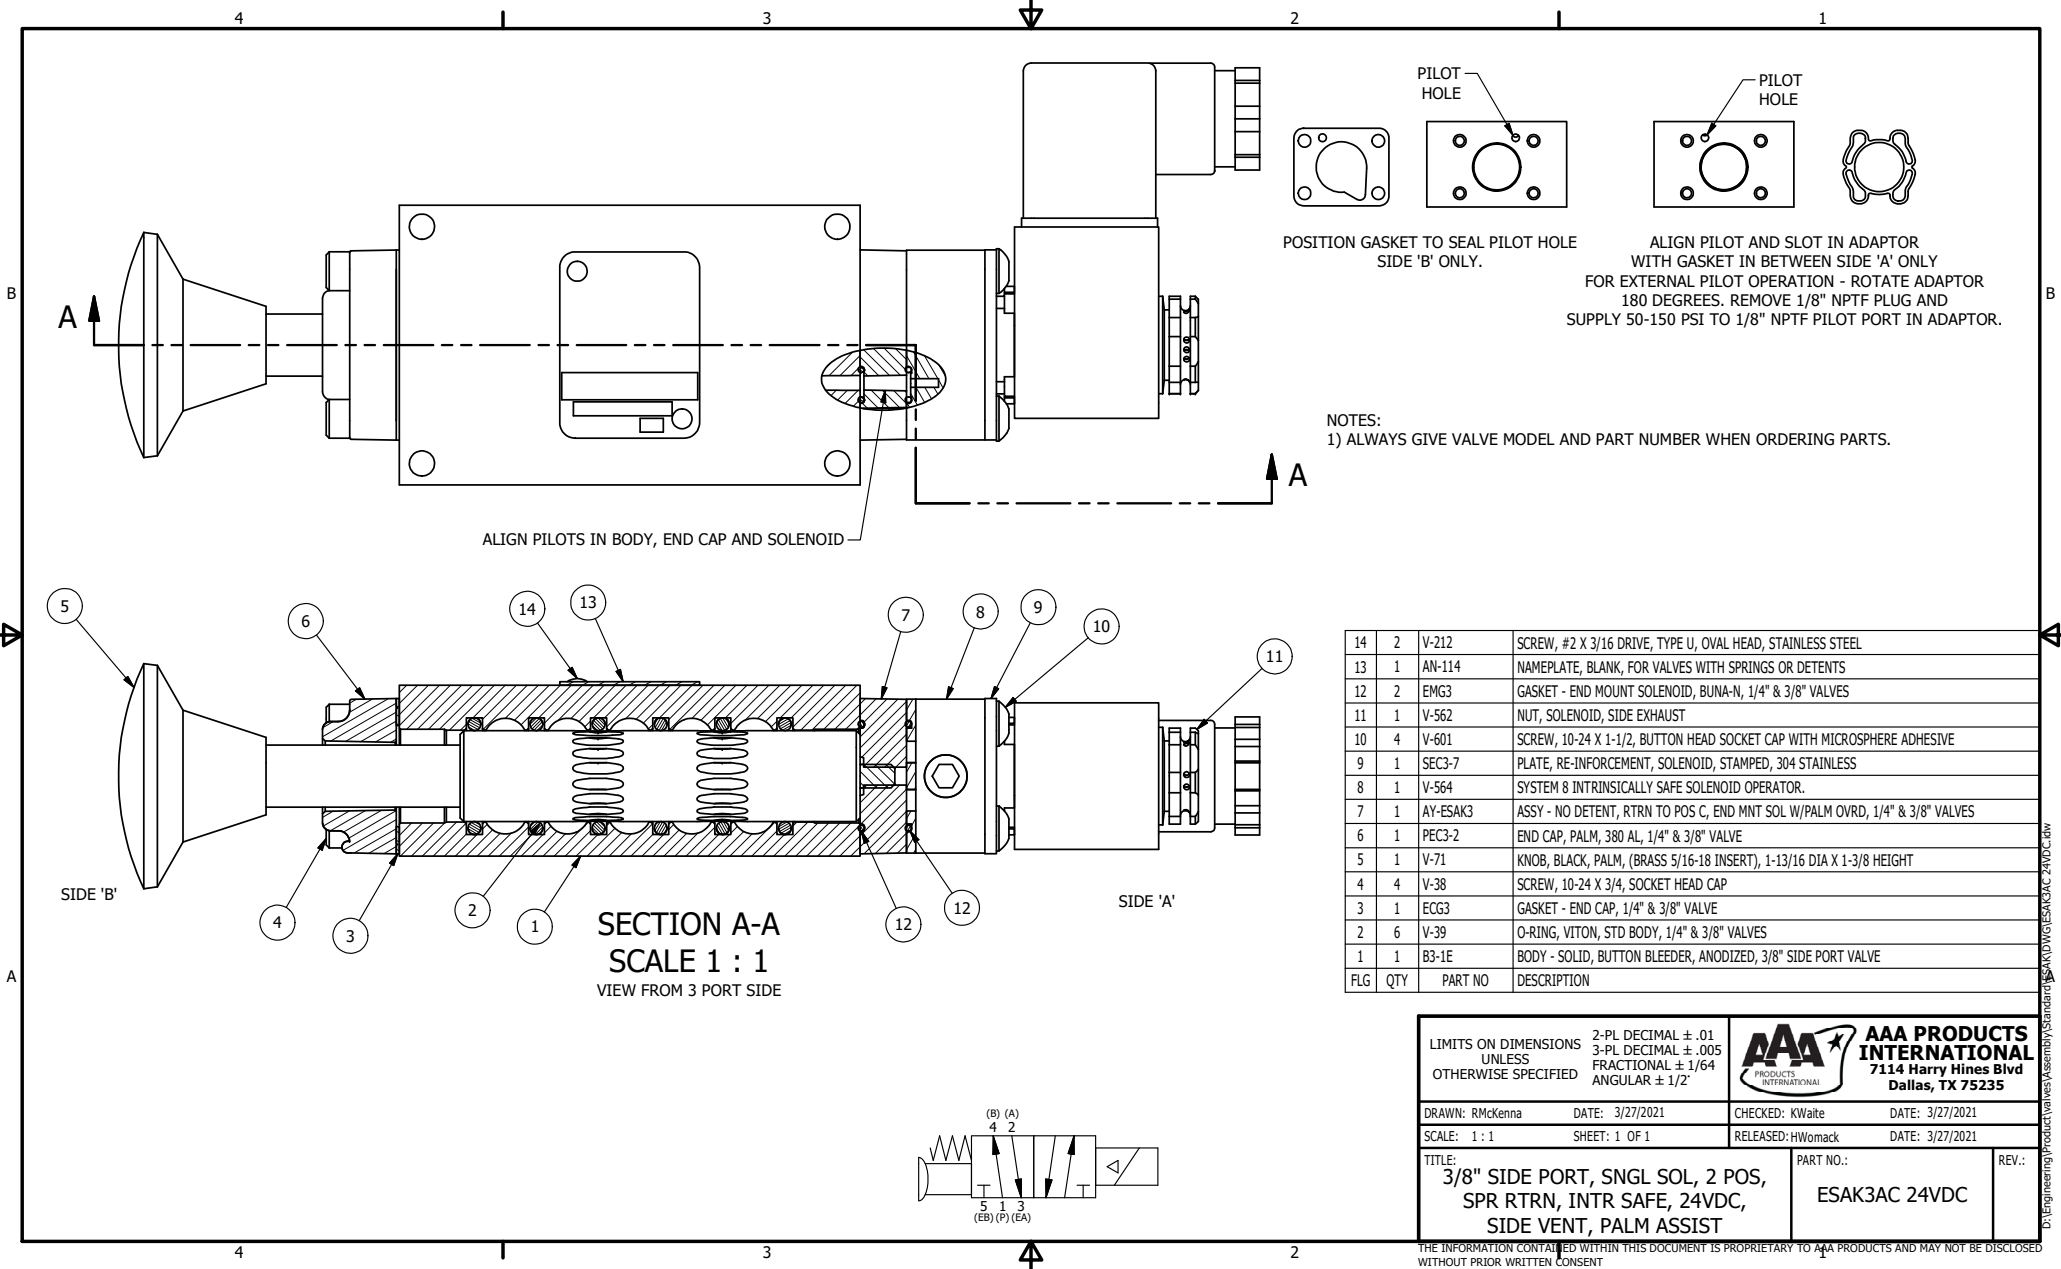 4 3 2 1
B
B
A
A
PILOT
HOLE
PILOT
HOLE
POSITION GASKET TO SEAL PILOT HOLE
SIDE 'B' ONLY.
ALIGN PILOT AND SLOT IN ADAPTOR
WITH GASKET IN BETWEEN SIDE 'A' ONLY
FOR EXTERNAL PILOT OPERATION - ROTATE ADAPTOR
180 DEGREES. REMOVE 1/8" NPTF PLUG AND
SUPPLY 50-150 PSI TO 1/8" NPTF PILOT PORT IN ADAPTOR.
A
A
NOTES:
1) ALWAYS GIVE VALVE MODEL AND PART NUMBER WHEN ORDERING PARTS.
ALIGN PILOTS IN BODY, END CAP AND SOLENOID
5
6
14
13
7
8
9
10
11
SIDE 'B'
SIDE 'A'
4
3
2
1
12
12
SECTION A-A
SCALE 1 : 1
VIEW FROM 3 PORT SIDE
14 2 V-212 SCREW, #2 X 3/16 DRIVE, TYPE U, OVAL HEAD, STAINLESS STEEL
13 1 AN-114 NAMEPLATE, BLANK, FOR VALVES WITH SPRINGS OR DETENTS
12 2 EMG3 GASKET - END MOUNT SOLENOID, BUNA-N, 1/4" & 3/8" VALVES
11 1 V-562 NUT, SOLENOID, SIDE EXHAUST
10 4 V-601 SCREW, 10-24 X 1-1/2, BUTTON HEAD SOCKET CAP WITH MICROSPHERE ADHESIVE
9 1 SEC3-7 PLATE, RE-INFORCEMENT, SOLENOID, STAMPED, 304 STAINLESS
8 1 V-564 SYSTEM 8 INTRINSICALLY SAFE SOLENOID OPERATOR.
7 1 AY-ESAK3 ASSY - NO DETENT, RTRN TO POS C, END MNT SOL W/PALM OVRD, 1/4" & 3/8" VALVES
6 1 PEC3-2 END CAP, PALM, 380 AL, 1/4" & 3/8" VALVE
5 1 V-71 KNOB, BLACK, PALM, (BRASS 5/16-18 INSERT), 1-13/16 DIA X 1-3/8 HEIGHT
4 4 V-38 SCREW, 10-24 X 3/4, SOCKET HEAD CAP
3 1 ECG3 GASKET - END CAP, 1/4" & 3/8" VALVE
2 6 V-39 O-RING, VITON, STD BODY, 1/4" & 3/8" VALVES
1 1 B3-1E BODY - SOLID, BUTTON BLEEDER, ANODIZED, 3/8" SIDE PORT VALVE
FLG QTY PART NO DESCRIPTION
(B) (A)
4 2
5 1 3
(EB) (P) (EA)
LIMITS ON DIMENSIONS
UNLESS
OTHERWISE SPECIFIED
2-PL DECIMAL ± .01
3-PL DECIMAL ± .005
FRACTIONAL ± 1/64
ANGULAR ± 1/2°
AAA
PRODUCTS
INTERNATIONAL
AAA PRODUCTS
INTERNATIONAL
7114 Harry Hines Blvd
Dallas, TX 75235
DRAWN: RMcKenna DATE: 3/27/2021 CHECKED: KWaite DATE: 3/27/2021
SCALE: 1 : 1 SHEET: 1 OF 1 RELEASED: HWomack DATE: 3/27/2021
TITLE:
3/8" SIDE PORT, SNGL SOL, 2 POS,
SPR RTRN, INTR SAFE, 24VDC,
SIDE VENT, PALM ASSIST
PART NO.:
ESAK3AC 24VDC
REV.:
D:\Engineering\Product\valves\Assembly\Standard\ESAK\DWG\ESAK3AC 24VDC.idw
4 3 2 1
THE INFORMATION CONTAINED WITHIN THIS DOCUMENT IS PROPRIETARY TO AAA PRODUCTS AND MAY NOT BE DISCLOSED
WITHOUT PRIOR WRITTEN CONSENT